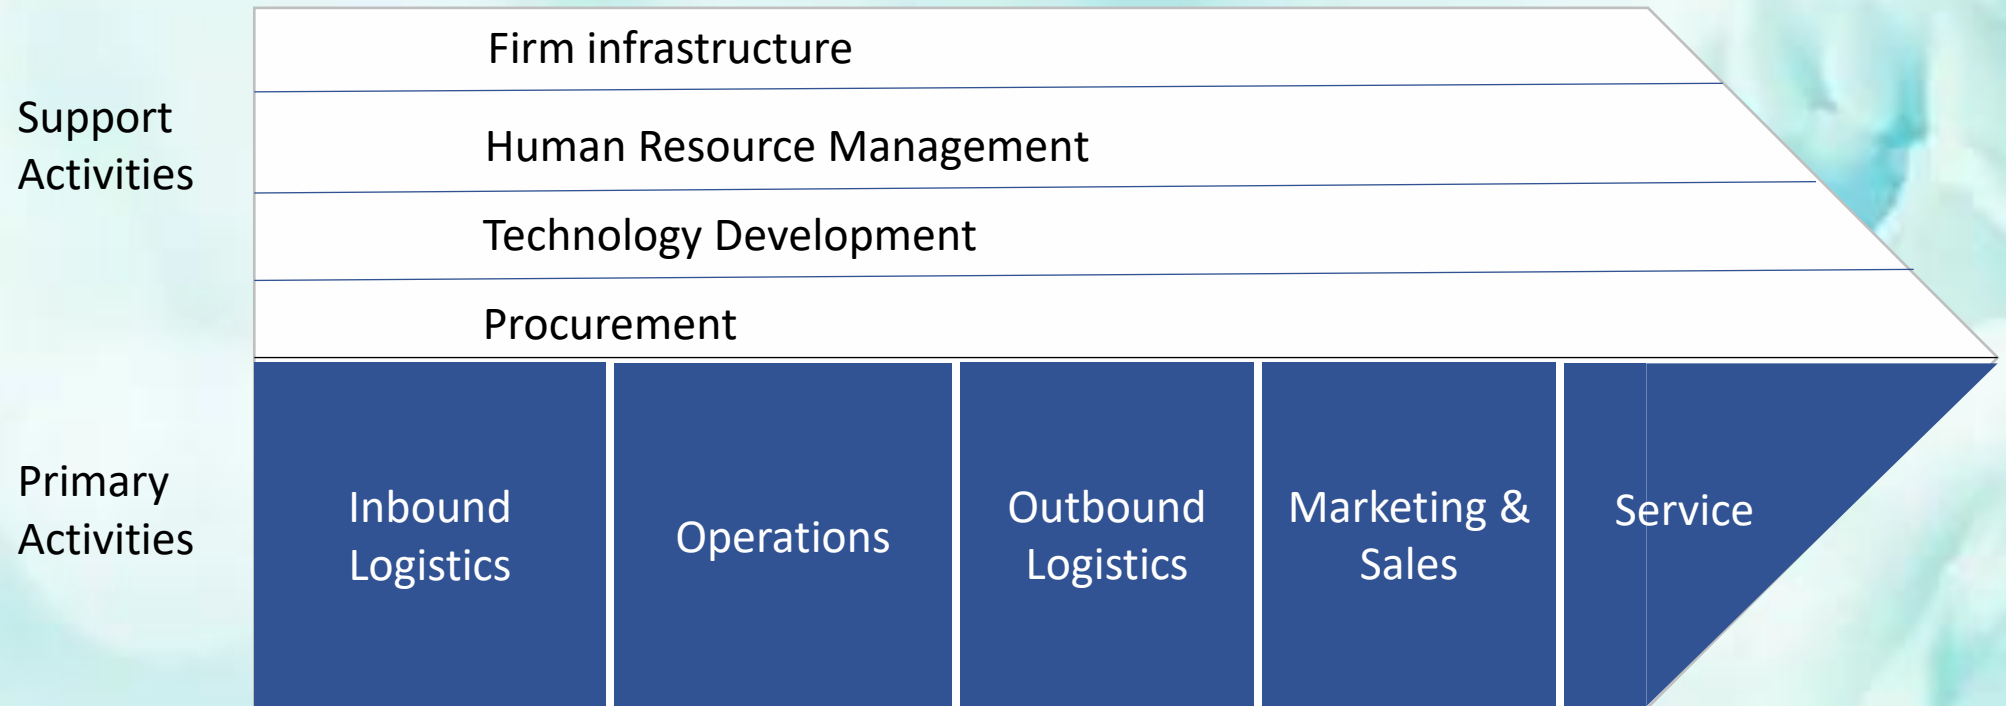 Support
Activities
Firm infrastructure
Human Resource Management
Technology Development
Procurement
Primary
Activities
Inbound
Logistics
Operations
Outbound
Logistics
Marketing &
Sales
Service